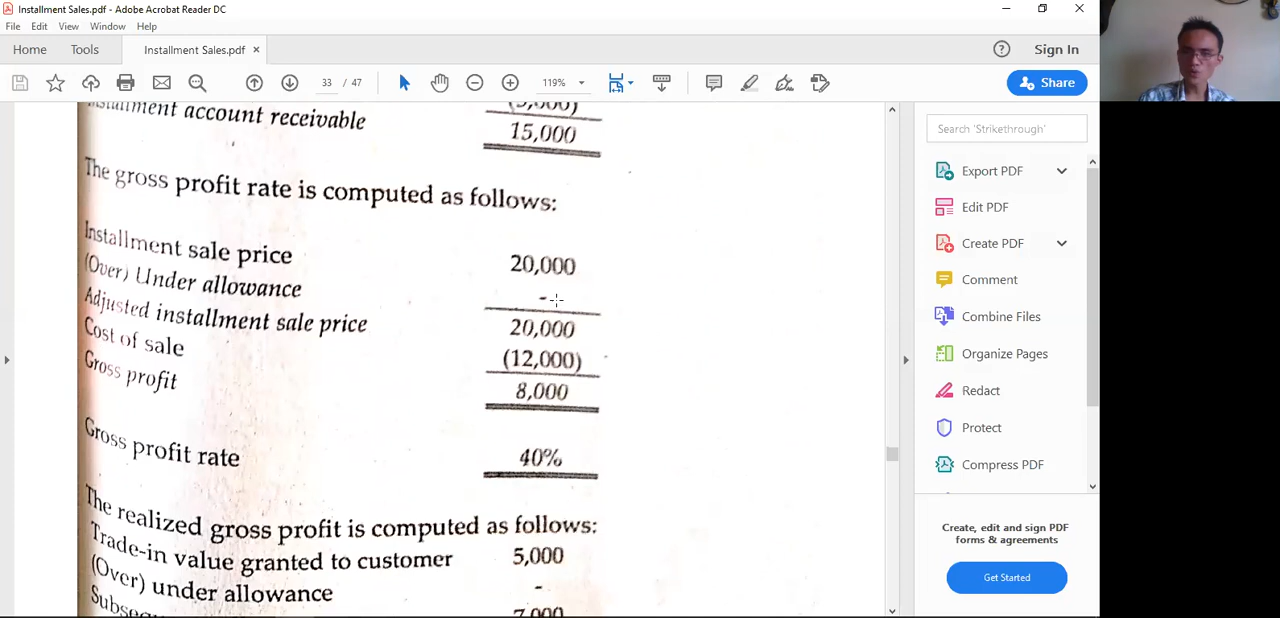 Installment Sales.pdf - Adobe Acrobat Reader DC
File Edit View Window Help
Home Tools Installment Sales.pdf × Sign In
33 / 47 119% Share
Installment account receivable (5,000)
15,000
The gross profit rate is computed as follows:
Installment sale price 20,000
(Over) Under allowance -
Adjusted installment sale price 20,000
Cost of sale (12,000)
Gross profit 8,000
Gross profit rate 40%
The realized gross profit is computed as follows:
Trade-in value granted to customer 5,000
(Over) under allowance -
7,000
Search 'Strikethrough'
Export PDF
Edit PDF
Create PDF
Comment
Combine Files
Organize Pages
Redact
Protect
Compress PDF
Create, edit and sign PDF
forms & agreements
Get Started